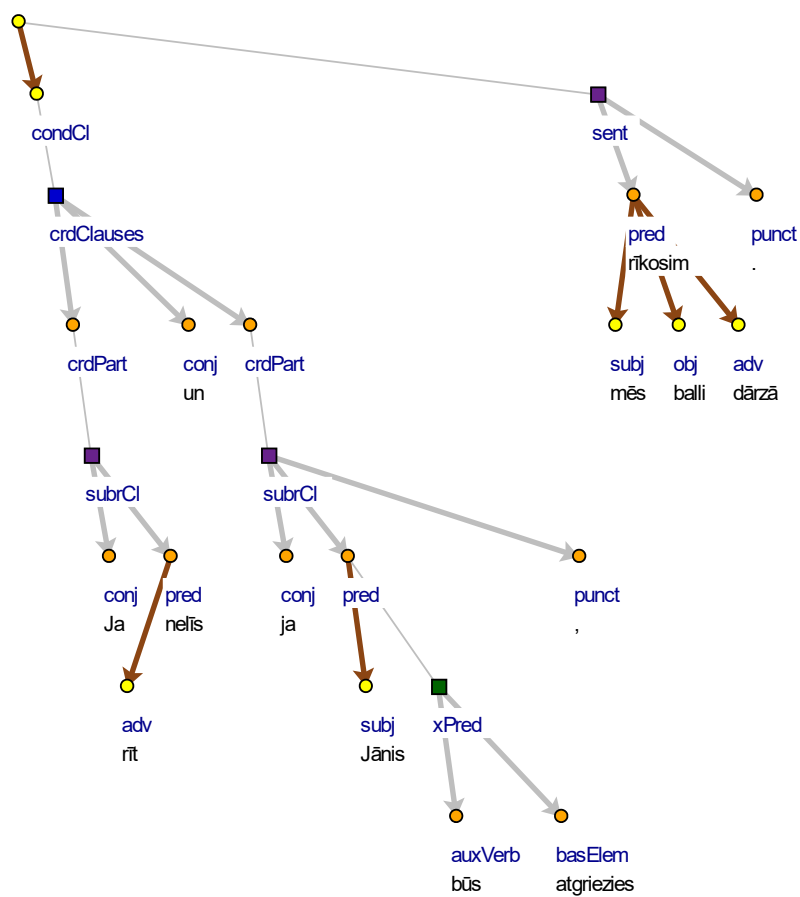 condCl
sent
crdClauses
pred
punct
rīkosim
.
crdPart
conj
crdPart
subj
obj
adv
un
mēs
balli
dārzā
subrCl
subrCl
conj
pred
conj
pred
punct
Ja
nelīs
ja
,
adv
subj
xPred
rīt
Jānis
auxVerb
basElem
būs
atgriezies